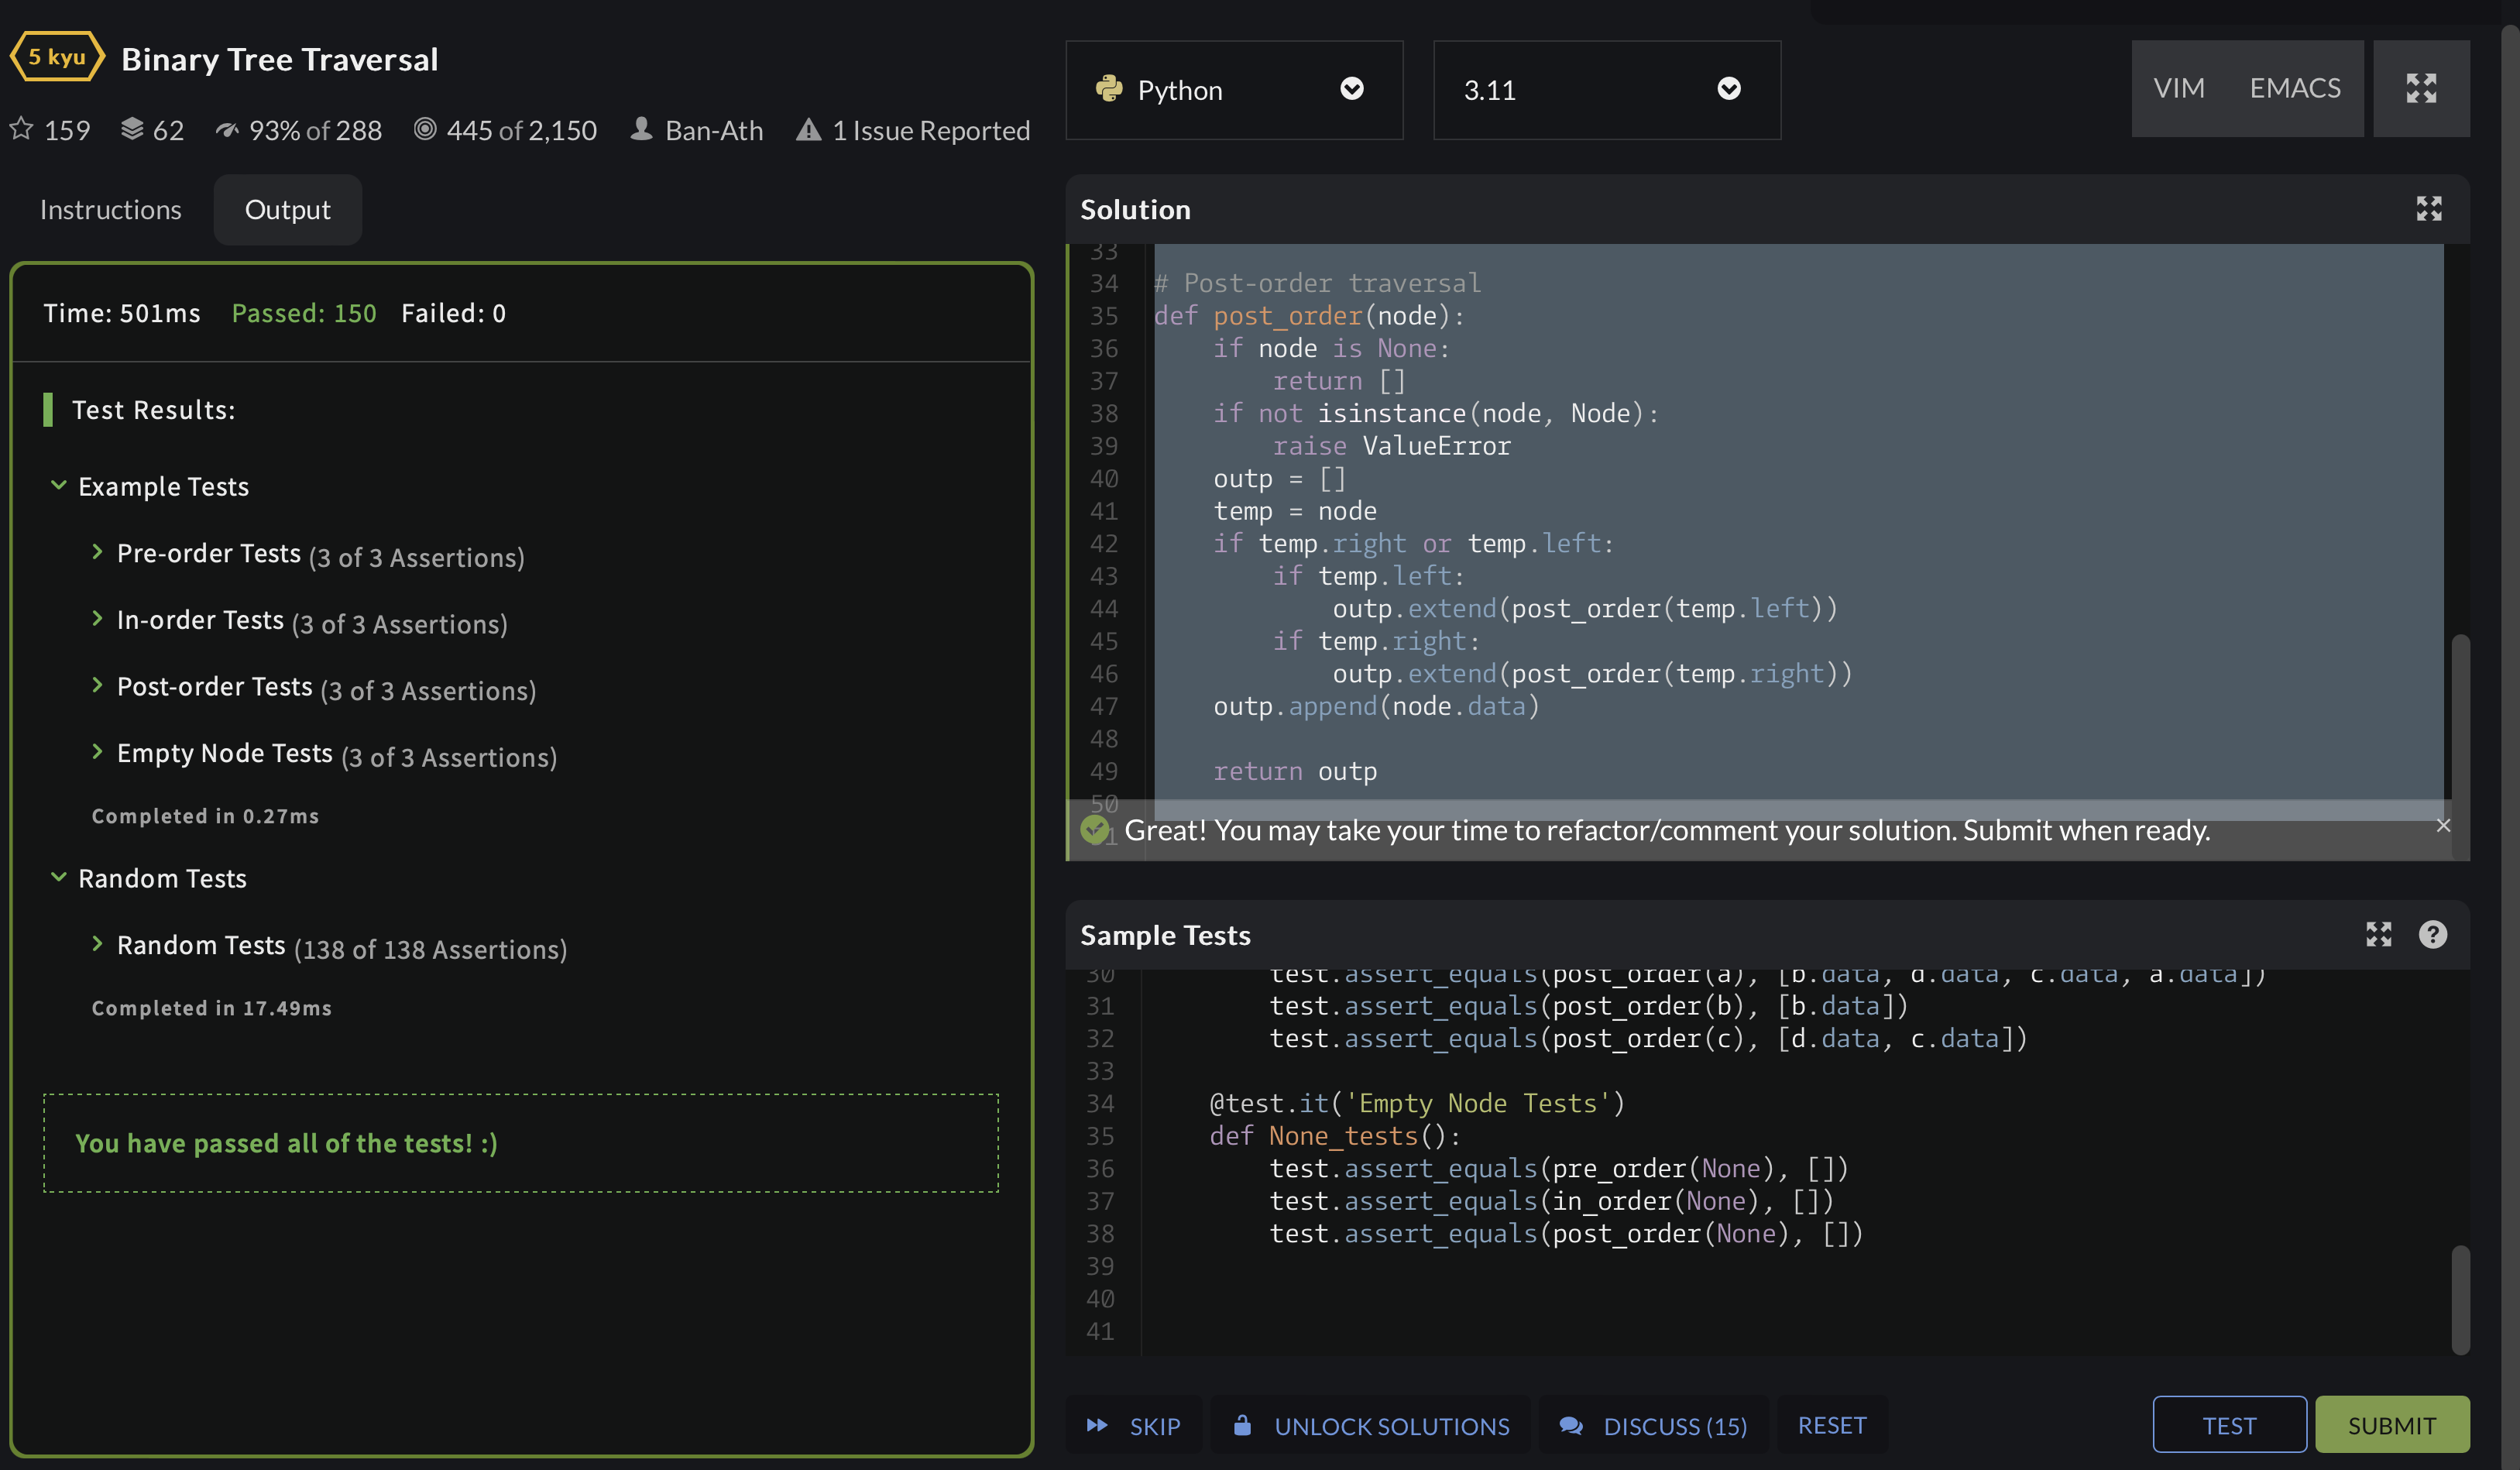 5 kyu Binary Tree Traversal
159 62 93% of 288 445 of 2,150 Ban-Ath 1 Issue Reported
Instructions Output
Time: 501ms Passed: 150 Failed: 0
Test Results:
Example Tests
Pre-order Tests (3 of 3 Assertions)
In-order Tests (3 of 3 Assertions)
Post-order Tests (3 of 3 Assertions)
Empty Node Tests (3 of 3 Assertions)
Completed in 0.27ms
Random Tests
Random Tests (138 of 138 Assertions)
Completed in 17.49ms
You have passed all of the tests! :)
Python 3.11 VIM EMACS
Solution
33
34 # Post-order traversal
35 def post_order(node):
36     if node is None:
37         return []
38     if not isinstance(node, Node):
39         raise ValueError
40     outp = []
41     temp = node
42     if temp.right or temp.left:
43         if temp.left:
44             outp.extend(post_order(temp.left))
45         if temp.right:
46             outp.extend(post_order(temp.right))
47     outp.append(node.data)
48
49     return outp
50
Great! You may take your time to refactor/comment your solution. Submit when ready.
Sample Tests
30         test.assert_equals(post_order(a), [b.data, d.data, c.data, a.data])
31         test.assert_equals(post_order(b), [b.data])
32         test.assert_equals(post_order(c), [d.data, c.data])
33
34     @test.it('Empty Node Tests')
35     def None_tests():
36         test.assert_equals(pre_order(None), [])
37         test.assert_equals(in_order(None), [])
38         test.assert_equals(post_order(None), [])
39
40
41
SKIP UNLOCK SOLUTIONS DISCUSS (15) RESET TEST SUBMIT